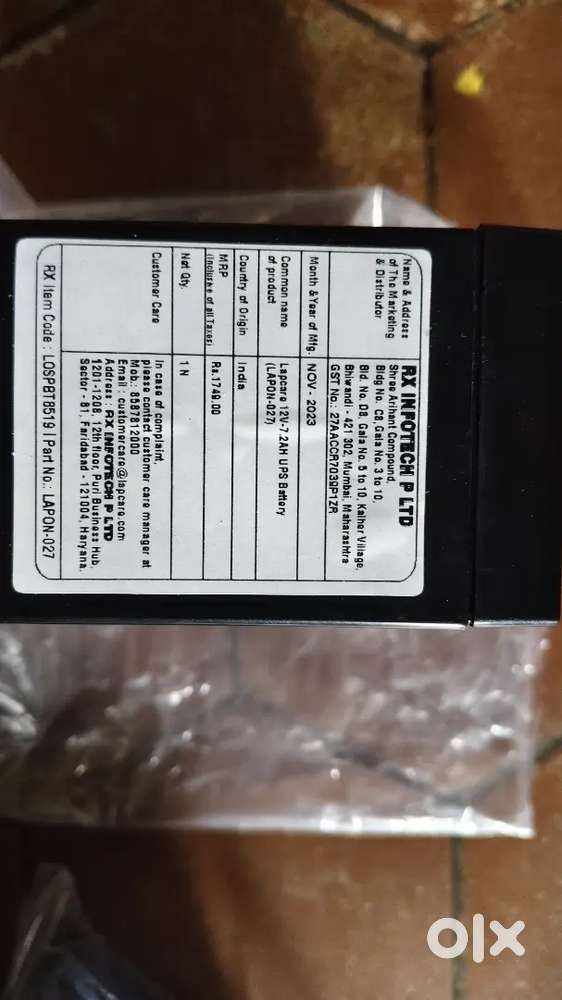 Name & Address
of The Marketing
& Distributor
RX INFOTECH P LTD
Shree Arihant Compound,
Bldg No. C8, Gala No. 3 to 10,
Bld. No. D8, Gala No. 5 to 10, Kalher Village,
Bhiwandi - 421 302, Mumbai, Maharashtra
GST No.: 27AACCR7039P1ZR
Month & Year of Mfg.
NOV - 2023
Common name
of product
Lapcare 12V-7.2AH UPS Battery
(LAPON-027)
Country of Origin
India
MRP
(Inclusive of all Taxes)
Rs.1749.00
Net Qty.
1 N
Customer Care
In case of complaint,
please contact customer care manager at
Mob.: 8587812000
Email : customercare@lapcare.com
Address : RX INFOTECH P LTD
1201-1208, 12th floor, Puri Business Hub,
Sector - 81, Faridabad - 121004, Haryana.
RX Item Code : LOSPBT8519 | Part No.: LAPON-027
olx